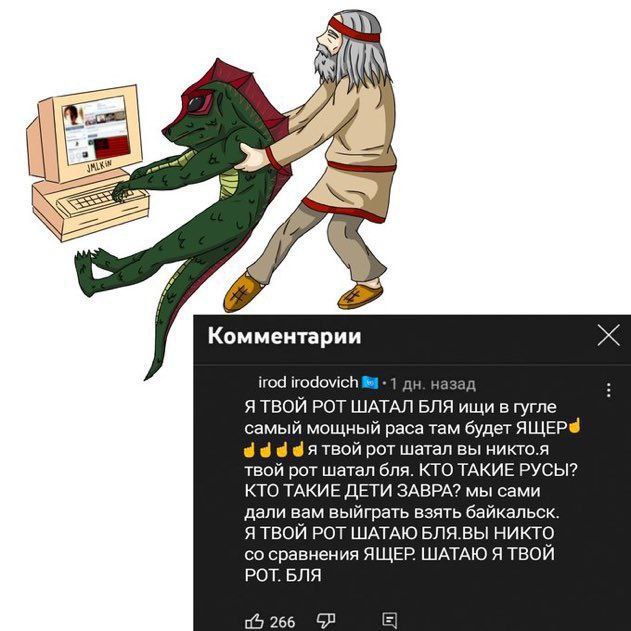 JMLKIN
Комментарии
irod irodovich • 1 дн. назад
Я ТВОЙ РОТ ШАТАЛ БЛЯ ищи в гугле
самый мощный раса там будет ЯЩЕР☝
☝☝☝☝я твой рот шатал вы никто.я
твой рот шатал бля. КТО ТАКИЕ РУСЫ?
КТО ТАКИЕ ДЕТИ ЗАВРА? мы сами
дали вам выйграть взять байкальск.
Я ТВОЙ РОТ ШАТАЮ БЛЯ.ВЫ НИКТО
со сравнения ЯЩЕР. ШАТАЮ Я ТВОЙ
РОТ. БЛЯ
266